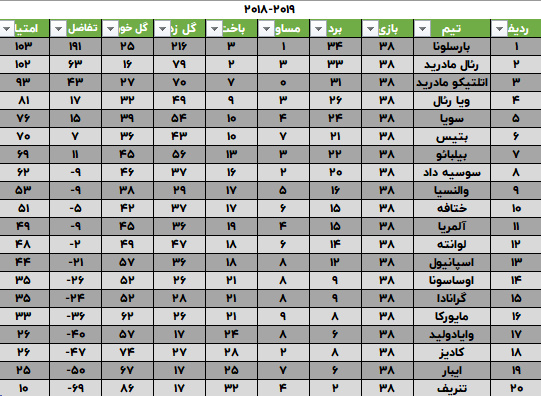 ۲۰۱۸-۲۰۱۹
ردیف تیم بازی برد مساو باخت گل زد گل خور تفاضل امتیا
۱ بارسلونا ۳۸ ۳۴ ۱ ۳ ۲۱۶ ۲۵ ۱۹۱ ۱۰۳
۲ رئال مادرید ۳۸ ۳۳ ۳ ۲ ۷۹ ۱۶ ۶۳ ۱۰۲
۳ اتلتیکو مادرید ۳۸ ۳۱ ۰ ۷ ۷۰ ۲۷ ۴۳ ۹۳
۴ ویا رئال ۳۸ ۲۶ ۳ ۹ ۴۹ ۳۲ ۱۷ ۸۱
۵ سویا ۳۸ ۲۴ ۴ ۱۰ ۵۴ ۳۹ ۱۵ ۷۶
۶ بتیس ۳۸ ۲۱ ۷ ۱۰ ۴۳ ۳۶ ۷ ۷۰
۷ بیلبائو ۳۸ ۲۲ ۳ ۱۳ ۵۶ ۴۵ ۱۱ ۶۹
۸ سوسیه داد ۳۸ ۲۰ ۲ ۱۶ ۳۷ ۴۶ -۹ ۶۲
۹ والنسیا ۳۸ ۱۶ ۵ ۱۷ ۲۹ ۳۸ -۹ ۵۳
۱۰ ختافه ۳۸ ۱۵ ۶ ۱۷ ۳۷ ۴۲ -۵ ۵۱
۱۱ آلمریا ۳۸ ۱۵ ۴ ۱۹ ۳۶ ۴۵ -۹ ۴۹
۱۲ لوانته ۳۸ ۱۴ ۶ ۱۸ ۴۷ ۴۹ -۲ ۴۸
۱۳ اسپانیول ۳۸ ۱۲ ۸ ۱۸ ۳۶ ۵۷ -۲۱ ۴۴
۱۴ اوساسونا ۳۸ ۹ ۸ ۲۱ ۲۶ ۵۲ -۲۶ ۳۵
۱۵ گرانادا ۳۸ ۹ ۸ ۲۱ ۲۸ ۵۲ -۲۴ ۳۵
۱۶ مایورکا ۳۸ ۸ ۹ ۲۱ ۲۶ ۶۲ -۳۶ ۳۳
۱۷ وایادولید ۳۸ ۶ ۸ ۲۴ ۱۷ ۵۷ -۴۰ ۲۶
۱۸ کادیز ۳۸ ۸ ۲ ۲۸ ۲۷ ۷۴ -۴۷ ۲۶
۱۹ ایبار ۳۸ ۶ ۷ ۲۵ ۱۷ ۶۷ -۵۰ ۲۵
۲۰ تنریف ۳۸ ۲ ۴ ۳۲ ۱۷ ۸۶ -۶۹ ۱۰